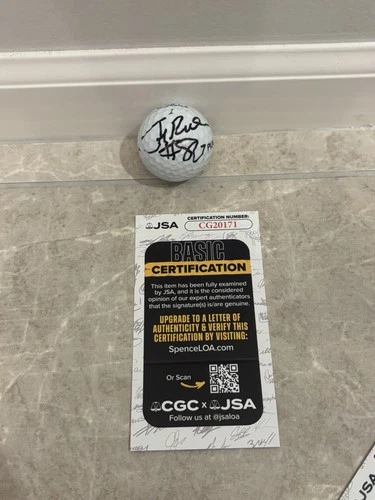 #82
JSA
CERTIFICATION NUMBER:
CG20171
BASIC
CERTIFICATION
This item has been fully examined
by JSA, and it is the considered
opinion of our expert authenticators
that the signature(s) is/are genuine.
UPGRADE TO A LETTER OF
AUTHENTICITY & VERIFY THIS
CERTIFICATION BY VISITING:
SpenceLOA.com
Or Scan
CGC x JSA
Follow us at @jsaloa
JSA